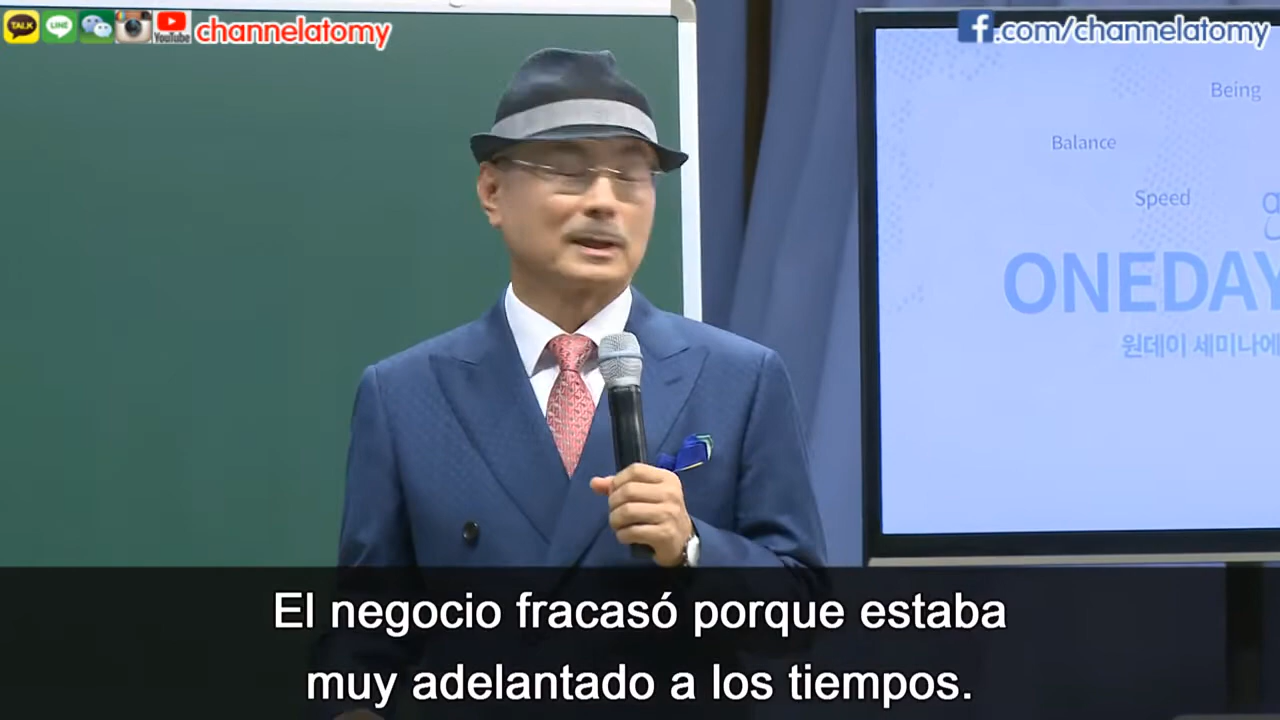 TALK
LINE
YouTube
channelatomy
f.com/channelatomy
Being
Balance
Speed
ONEDAY
원데이 세미나에
El negocio fracasó porque estaba
muy adelantado a los tiempos.